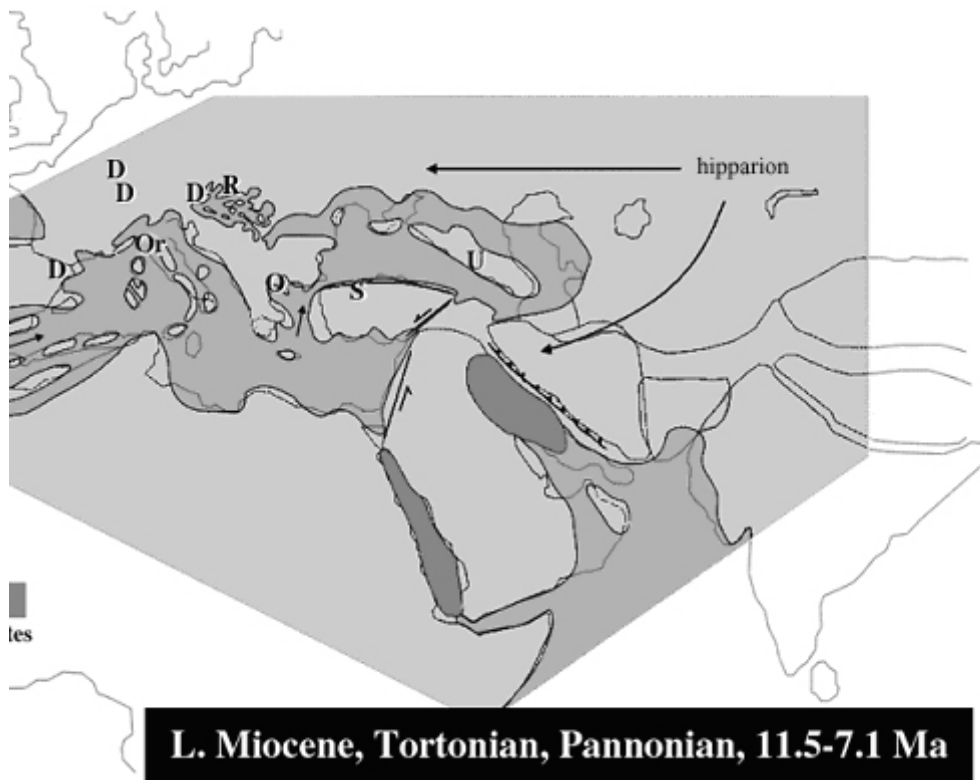 D
D
D R
hipparion
Or
D
U
O
S
tes
L. Miocene, Tortonian, Pannonian, 11.5-7.1 Ma